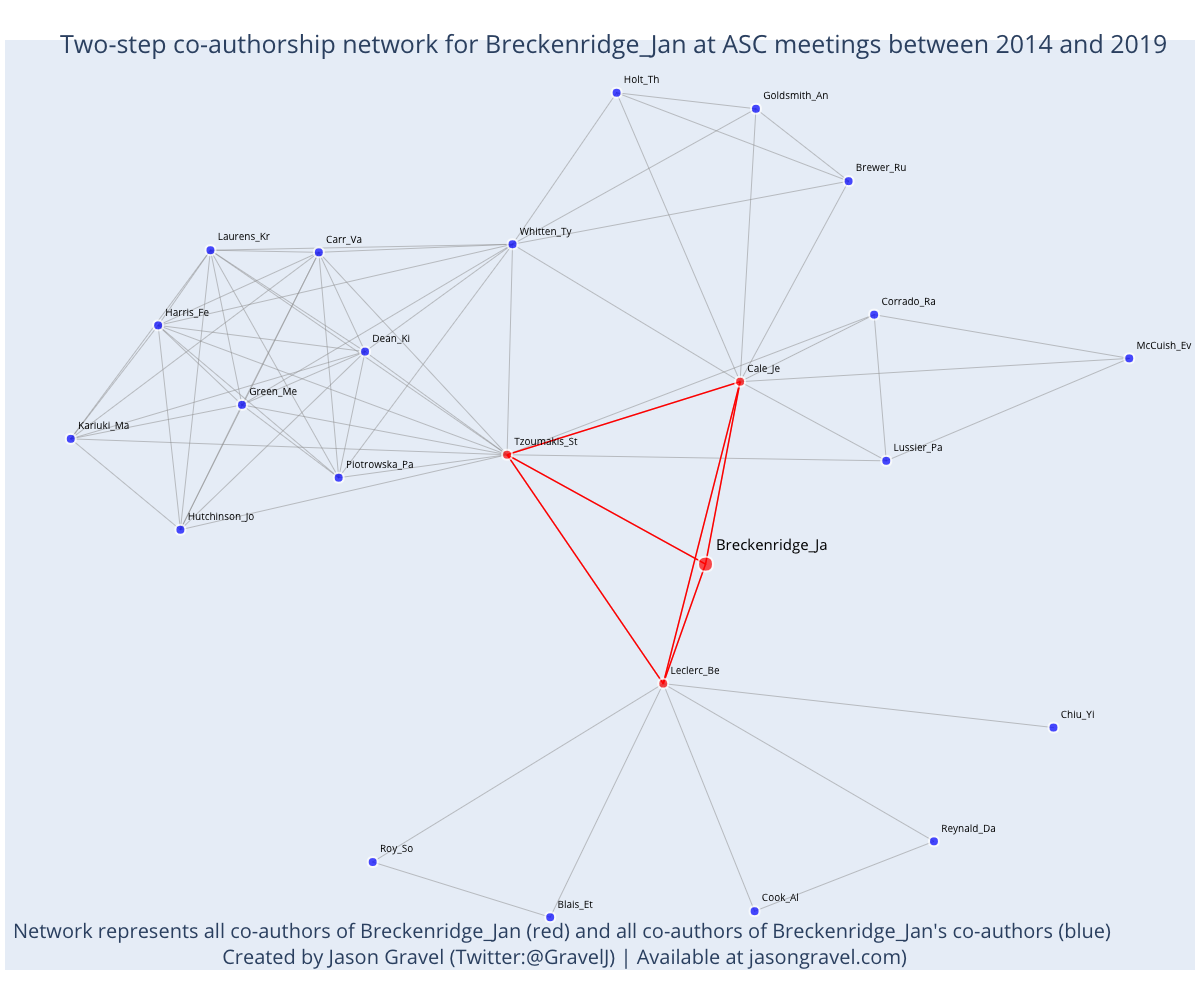 Two-step co-authorship network for Breckenridge_Jan at ASC meetings between 2014 and 2019
Holt_Th
Goldsmith_An
Brewer_Ru
Whitten_Ty
Laurens_Kr
Carr_Va
Corrado_Ra
Harris_Fe
Dean_Ki
McCuish_Ev
Cale_Je
Green_Me
Kariuki_Ma
Tzoumakis_St
Lussier_Pa
Piotrowska_Pa
Hutchinson_Jo
Breckenridge_Ja
Leclerc_Be
Chiu_Yi
Reynald_Da
Roy_So
Cook_Al
Blais_Et
Network represents all co-authors of Breckenridge_Jan (red) and all co-authors of Breckenridge_Jan's co-authors (blue)
Created by Jason Gravel (Twitter:@GravelJ) | Available at jasongravel.com)